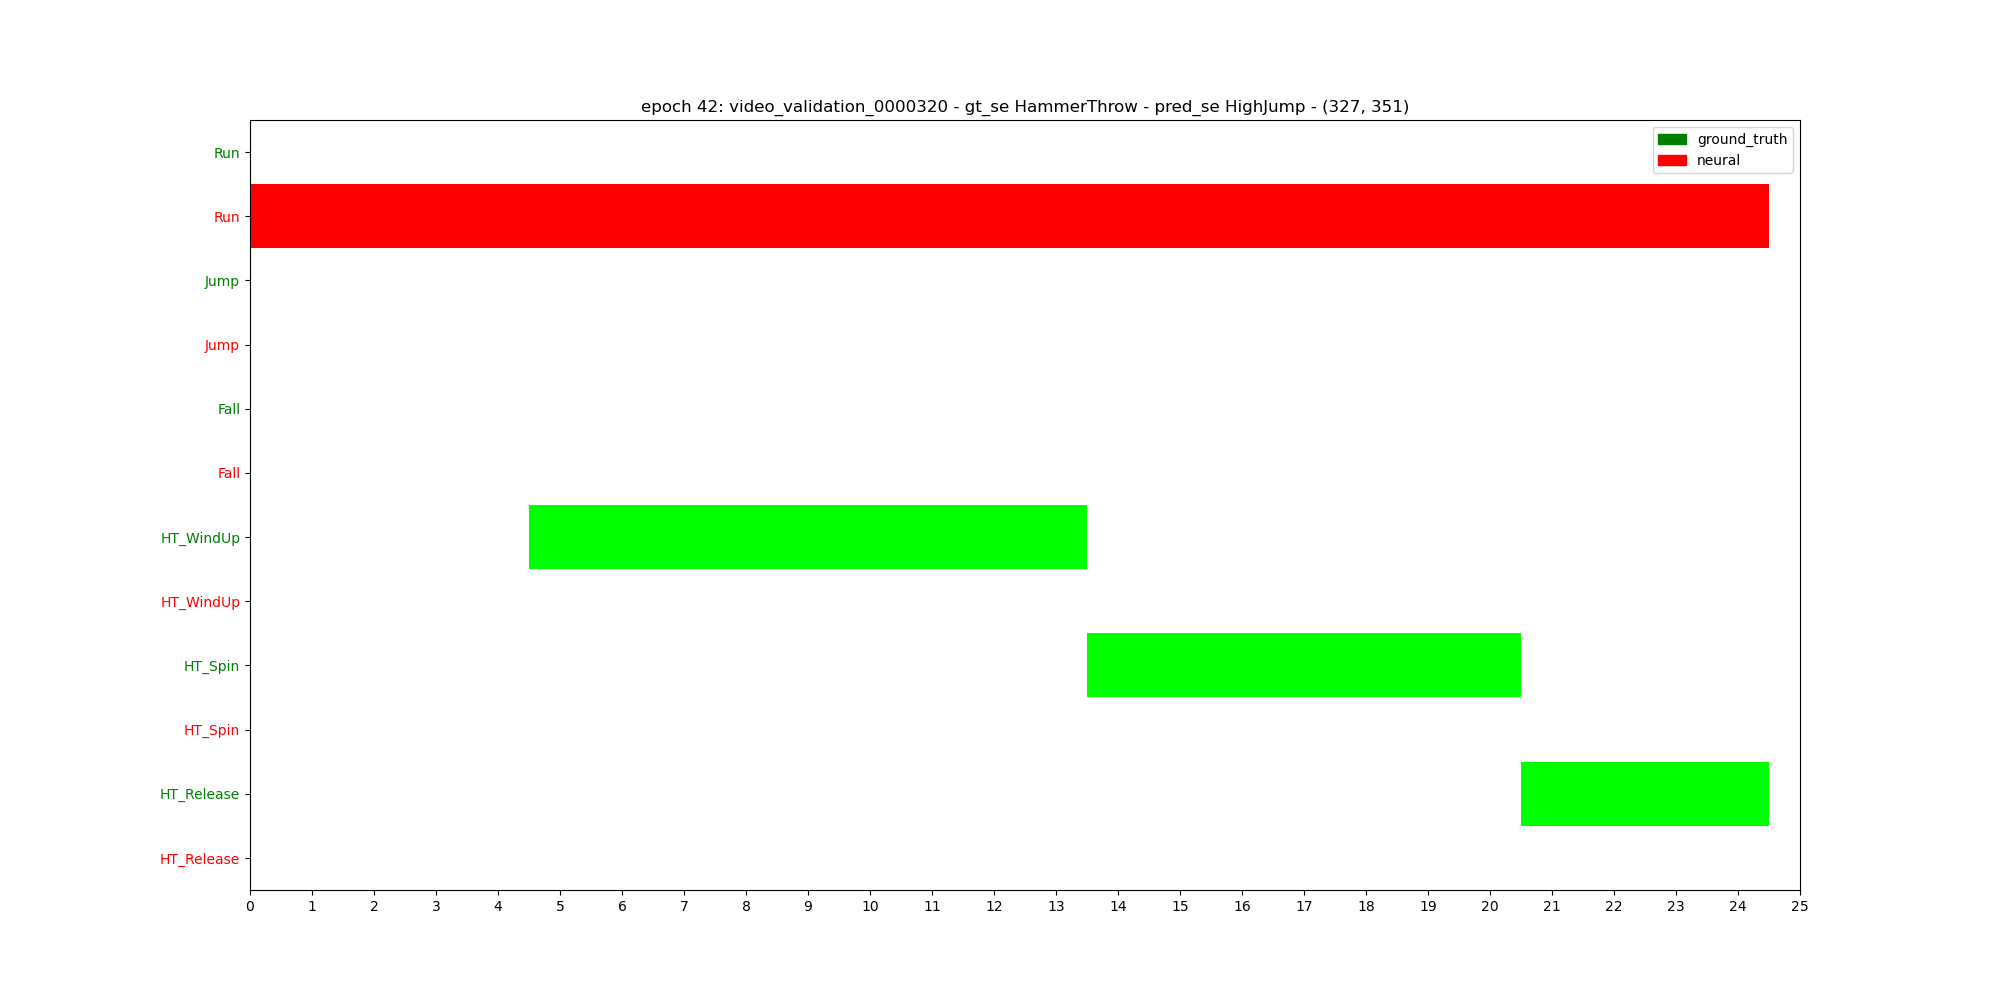 epoch 42: video_validation_0000320 - gt_se HammerThrow - pred_se HighJump - (327, 351)
ground_truth
neural
Run
Run
Jump
Jump
Fall
Fall
HT_WindUp
HT_WindUp
HT_Spin
HT_Spin
HT_Release
HT_Release
0 1 2 3 4 5 6 7 8 9 10 11 12 13 14 15 16 17 18 19 20 21 22 23 24 25